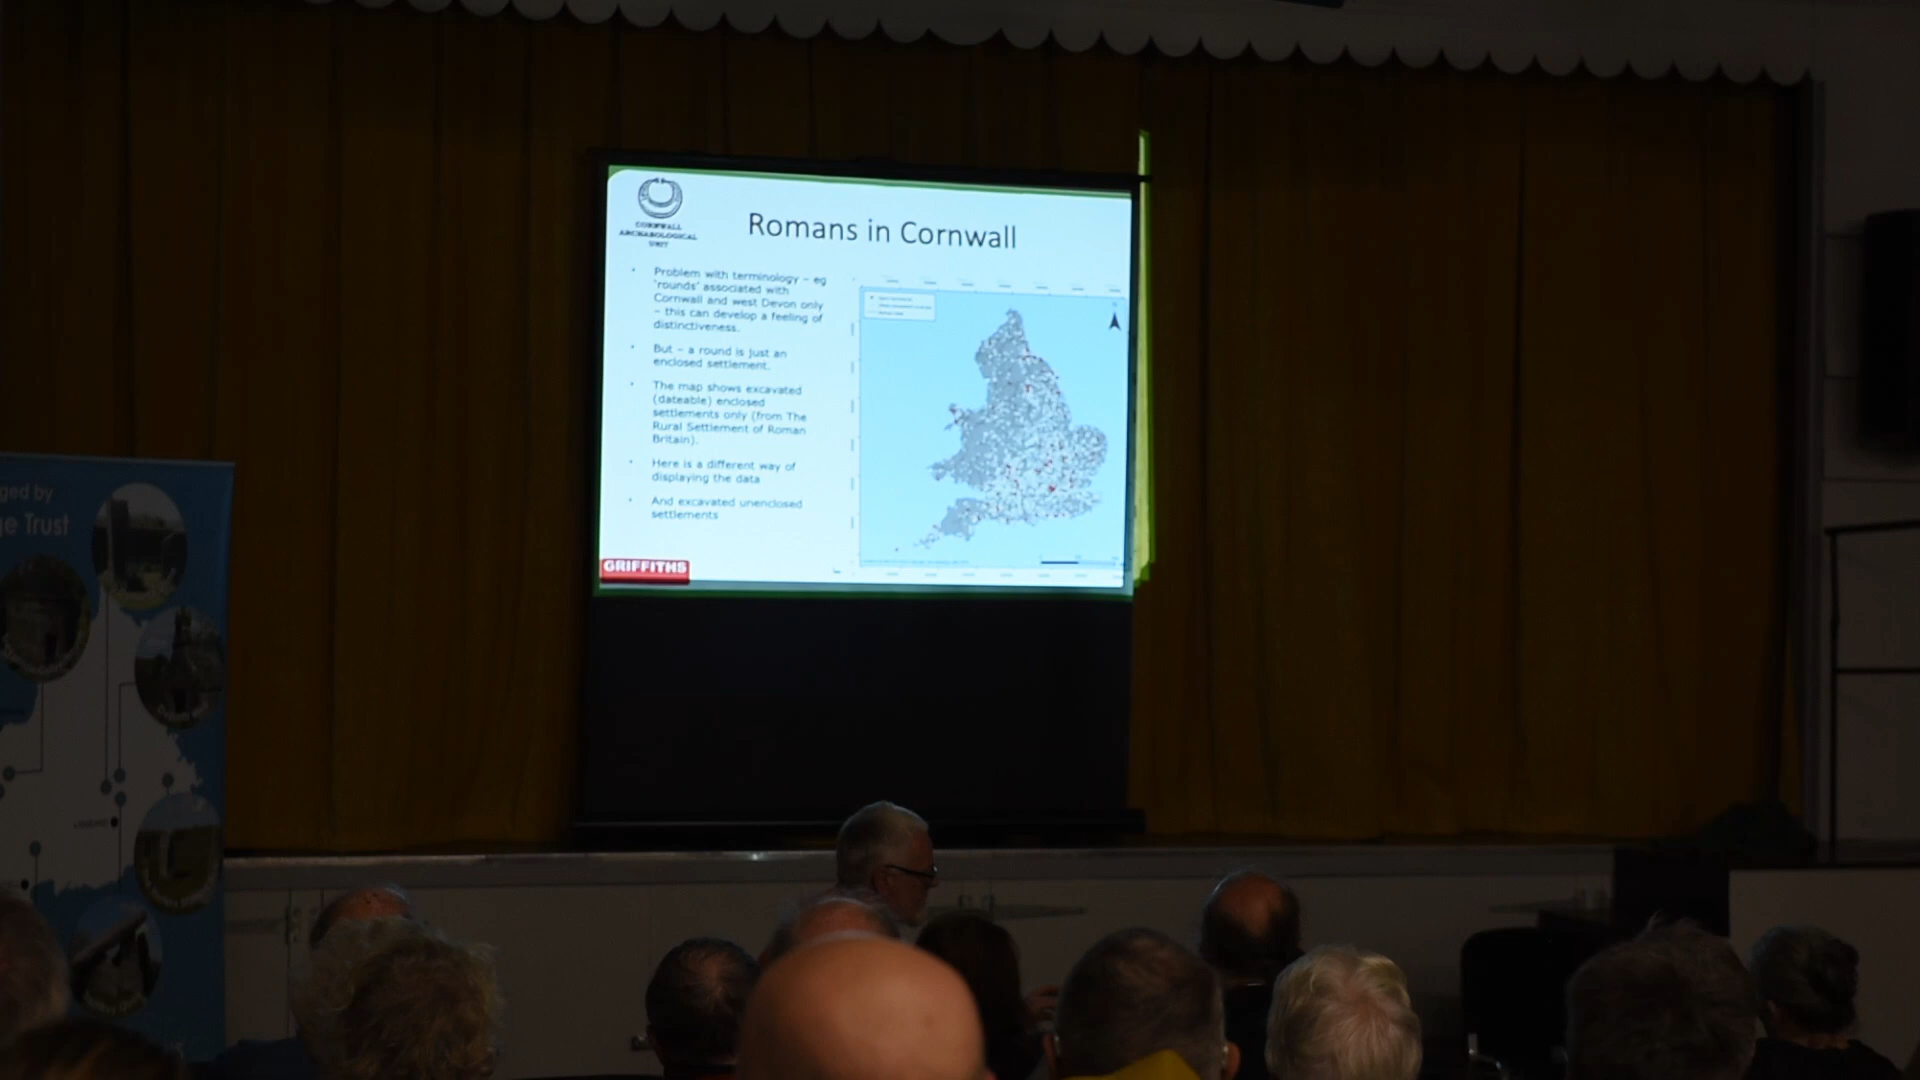 CORNWALL
ARCHAEOLOGICAL
UNIT
Romans in Cornwall
• Problem with terminology – eg
'rounds' associated with
Cornwall and west Devon only
– this can develop a feeling of
distinctiveness.
• But – a round is just an
enclosed settlement.
• The map shows excavated
(dateable) enclosed
settlements only (from The
Rural Settlement of Roman
Britain).
• Here is a different way of
displaying the data
• And excavated unenclosed
settlements
GRIFFITHS
ged by
ge Trust